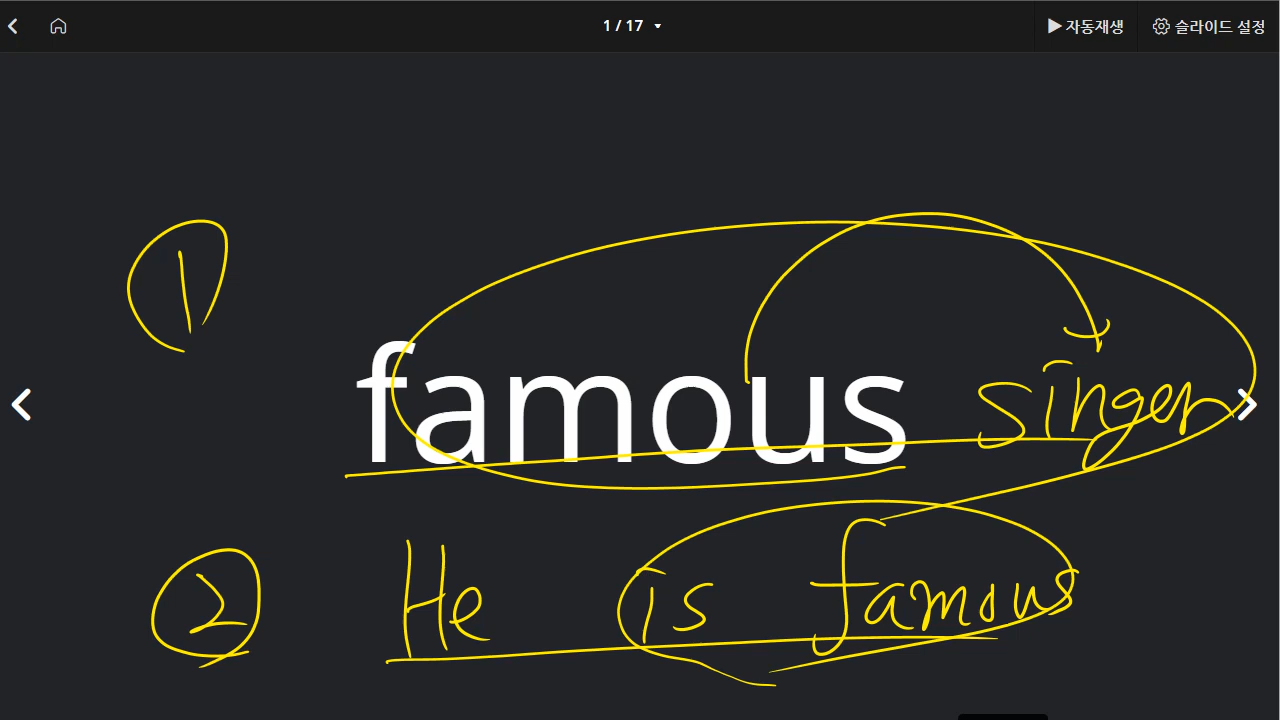 1 / 17 ▼ ▶ 자동재생 슬라이드 설정
①
famous singer
② He is famous